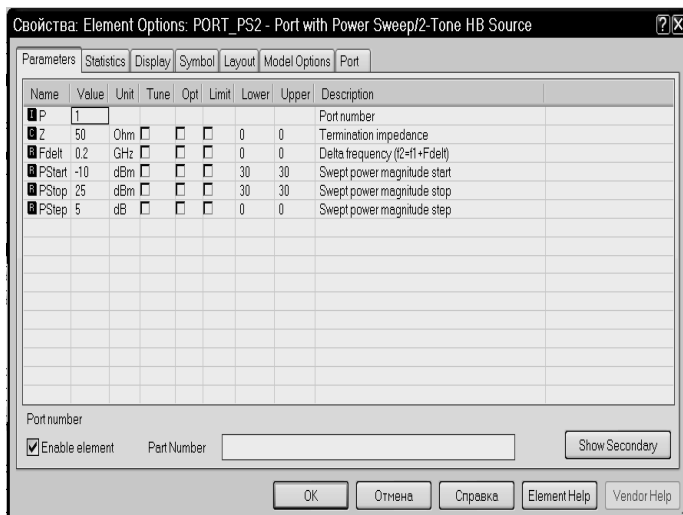 Свойства: Element Options: PORT_PS2 - Port with Power Sweep/2-Tone HB Source
Parameters Statistics Display Symbol Layout Model Options Port
Name Value Unit Tune Opt Limit Lower Upper Description
I P 1 Port number
C Z 50 Ohm 0 0 Termination impedance
R Fdelt 0.2 GHz 0 0 Delta frequency (f2=f1+Fdelt)
R PStart -10 dBm 30 30 Swept power magnitude start
R PStop 25 dBm 30 30 Swept power magnitude stop
R PStep 5 dB 0 0 Swept power magnitude step
Port number
Enable element Part Number Show Secondary
OK Отмена Справка Element Help Vendor Help